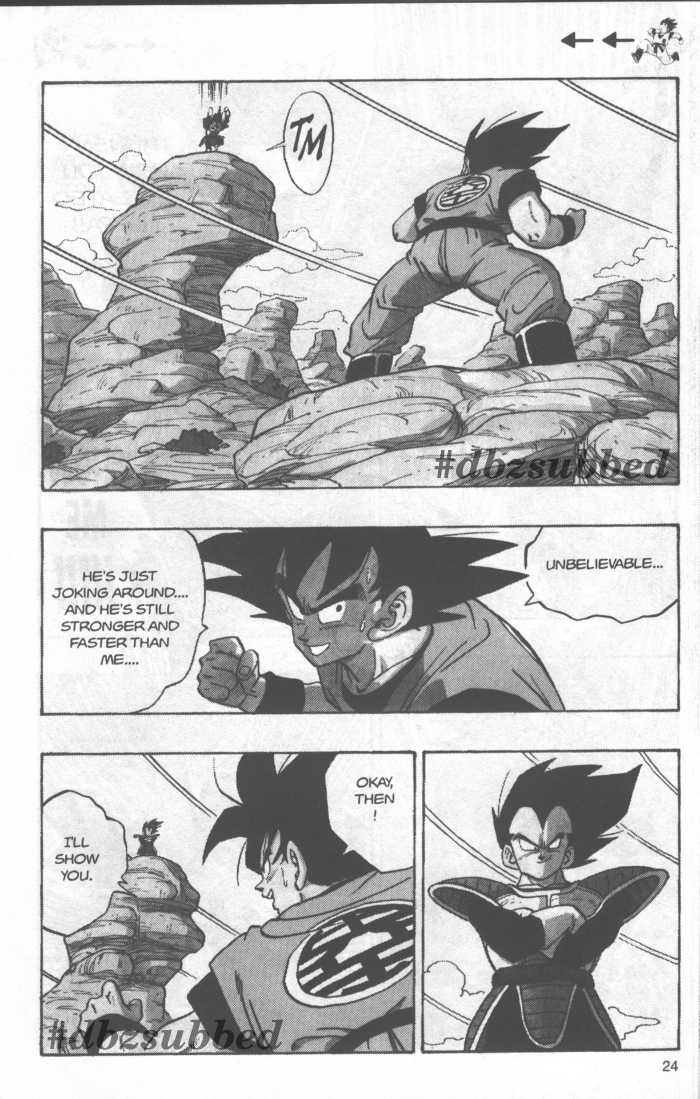 TM
#dbzsubbed
UNBELIEVABLE...
HE'S JUST
JOKING AROUND....
AND HE'S STILL
STRONGER AND
FASTER THAN
ME....
OKAY,
THEN
!
I'LL
SHOW
YOU.
#dbzsubbed
24